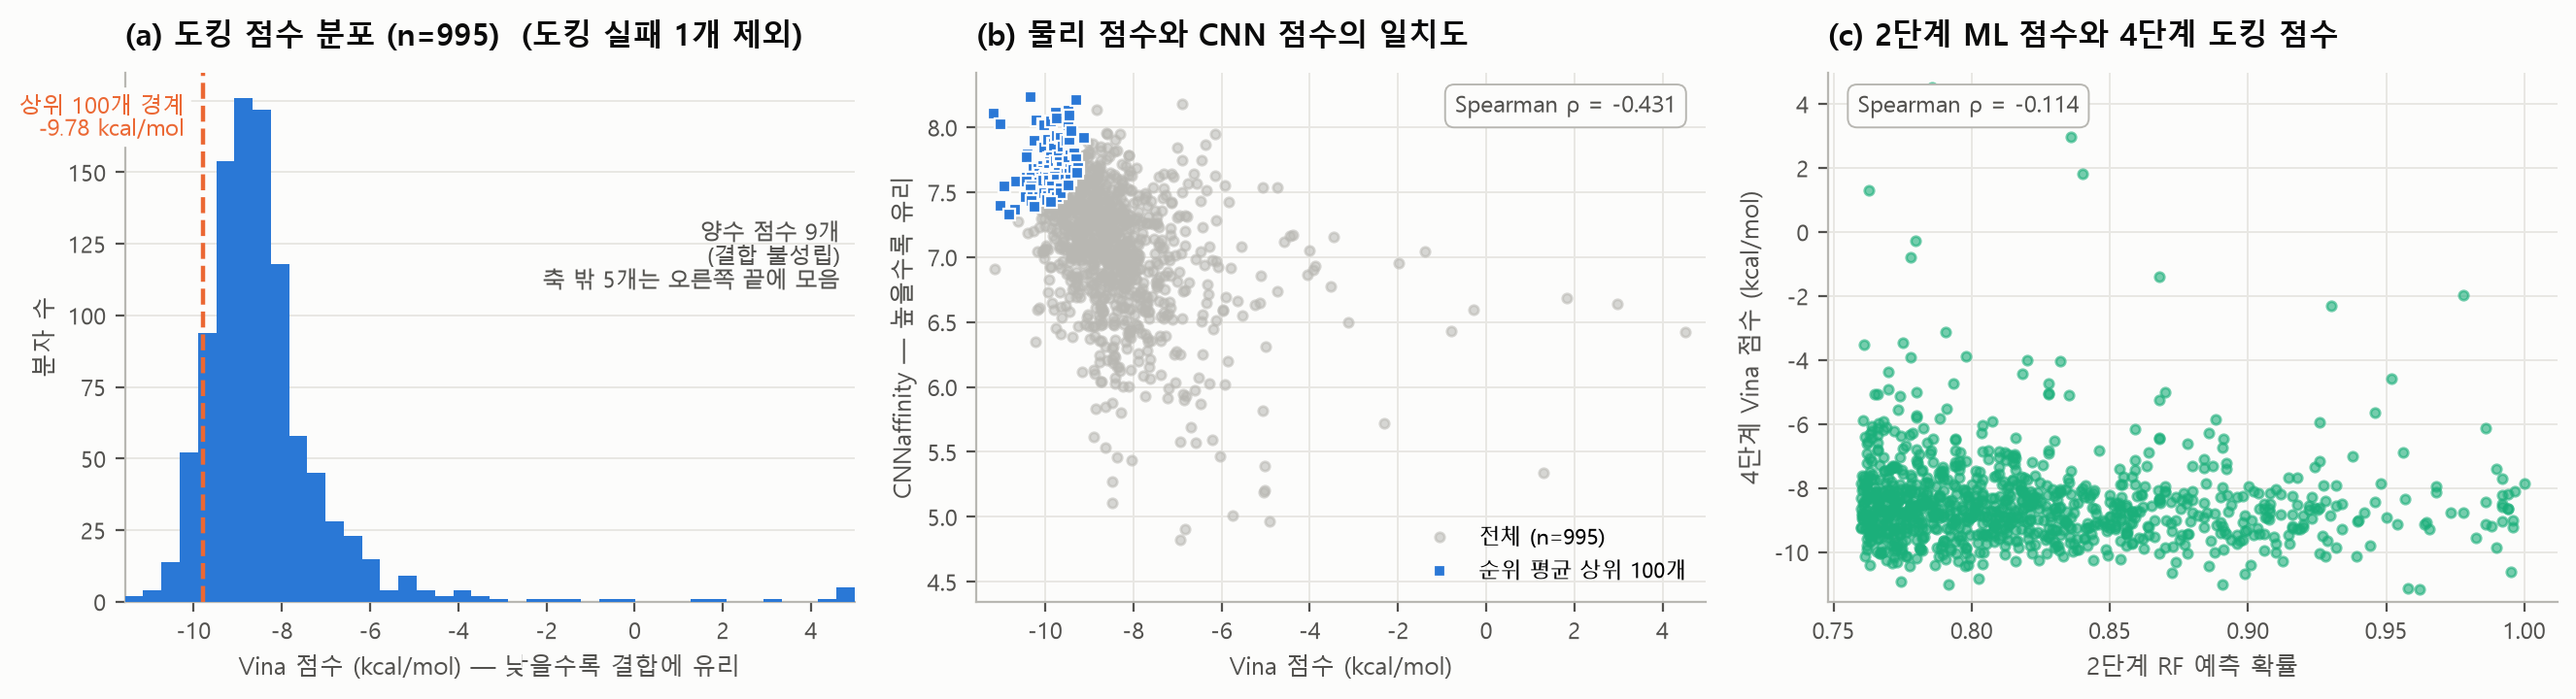 (a) 도킹 점수 분포 (n=995)  (도킹 실패 1개 제외)
상위 100개 경계
-9.78 kcal/mol
양수 점수 9개
(결합 불성립)
축 밖 5개는 오른쪽 끝에 모음
분자 수
150
125
100
75
50
25
0
-10
-8
-6
-4
-2
0
2
4
Vina 점수 (kcal/mol) — 낮을수록 결합에 유리
(b) 물리 점수와 CNN 점수의 일치도
Spearman ρ = -0.431
CNNaffinity — 높을수록 유리
8.0
7.5
7.0
6.5
6.0
5.5
5.0
4.5
전체 (n=995)
순위 평균 상위 100개
-10
-8
-6
-4
-2
0
2
4
Vina 점수 (kcal/mol)
(c) 2단계 ML 점수와 4단계 도킹 점수
Spearman ρ = -0.114
4단계 Vina 점수 (kcal/mol)
4
2
0
-2
-4
-6
-8
-10
0.75
0.80
0.85
0.90
0.95
1.00
2단계 RF 예측 확률